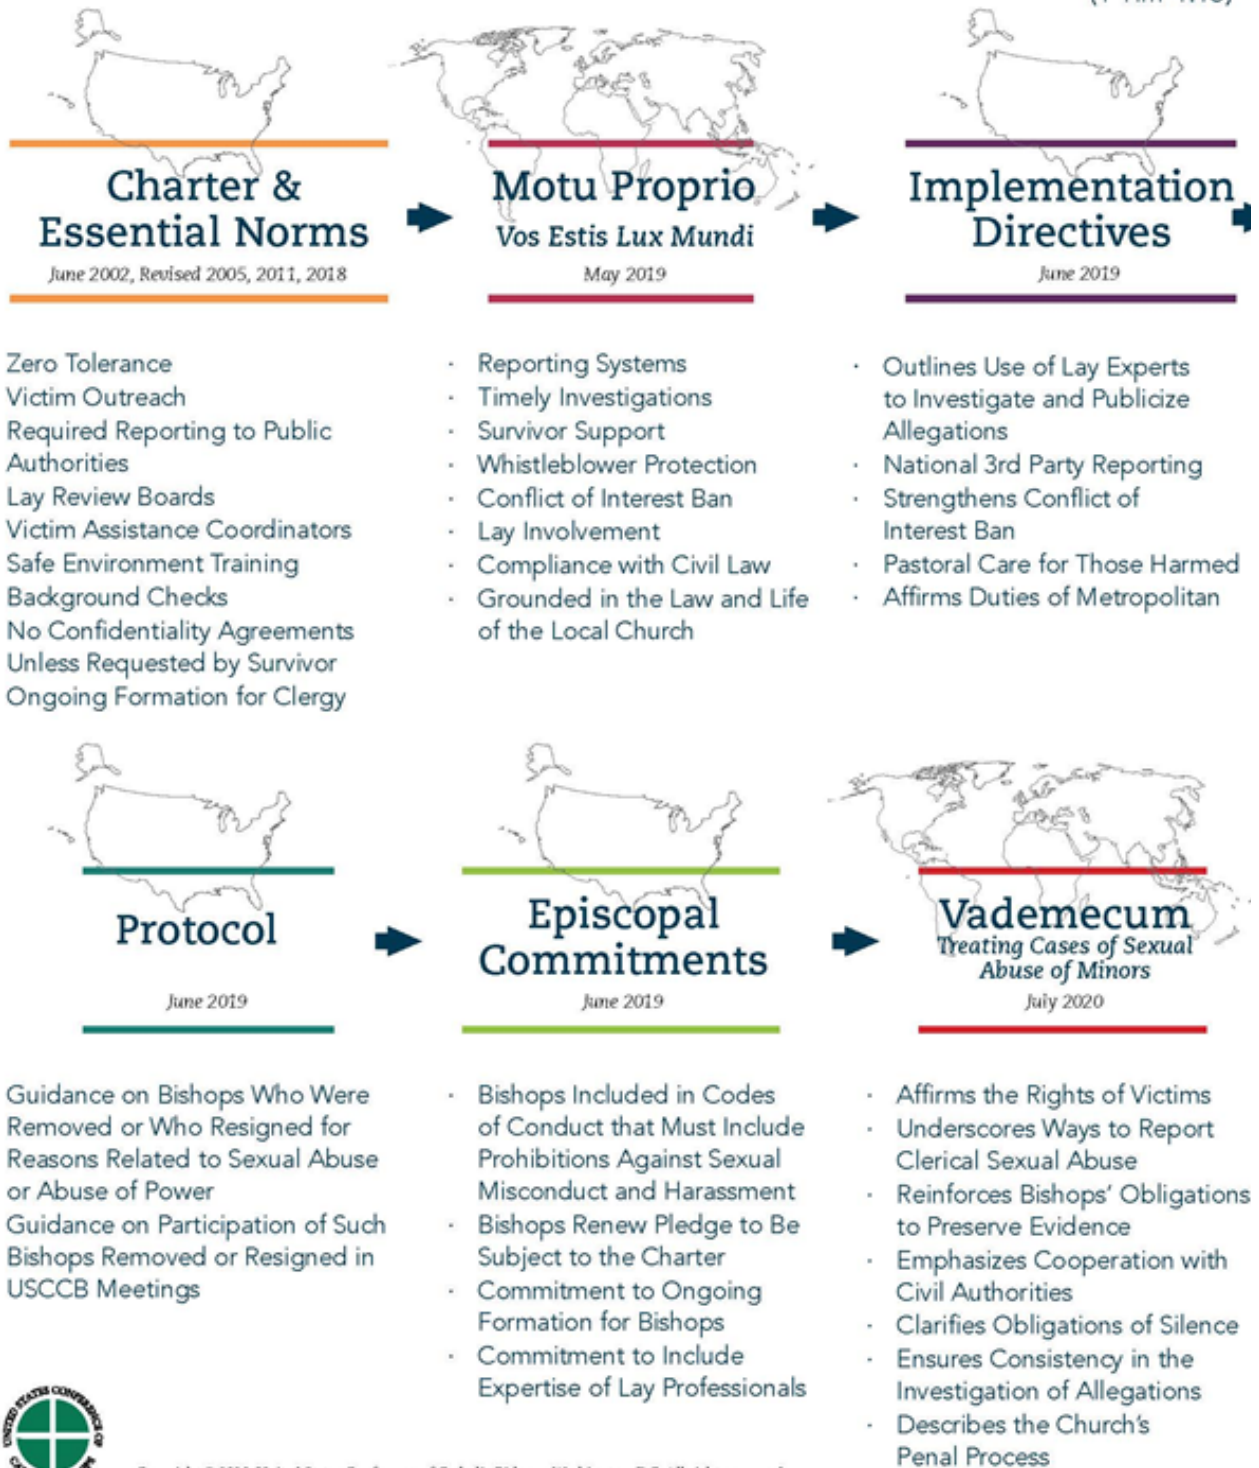 Charter &
Essential Norms
June 2002, Revised 2005, 2011, 2018
Zero Tolerance
Victim Outreach
Required Reporting to Public
Authorities
Lay Review Boards
Victim Assistance Coordinators
Safe Environment Training
Background Checks
No Confidentiality Agreements
Unless Requested by Survivor
Ongoing Formation for Clergy
Motu Proprio
Vos Estis Lux Mundi
May 2019
· Reporting Systems
· Timely Investigations
· Survivor Support
· Whistleblower Protection
· Conflict of Interest Ban
· Lay Involvement
· Compliance with Civil Law
· Grounded in the Law and Life
of the Local Church
Implementation
Directives
June 2019
· Outlines Use of Lay Experts
to Investigate and Publicize
Allegations
· National 3rd Party Reporting
· Strengthens Conflict of
Interest Ban
· Pastoral Care for Those Harmed
· Affirms Duties of Metropolitan
Protocol
June 2019
Guidance on Bishops Who Were
Removed or Who Resigned for
Reasons Related to Sexual Abuse
or Abuse of Power
Guidance on Participation of Such
Bishops Removed or Resigned in
USCCB Meetings
Episcopal
Commitments
June 2019
· Bishops Included in Codes
of Conduct that Must Include
Prohibitions Against Sexual
Misconduct and Harassment
· Bishops Renew Pledge to Be
Subject to the Charter
· Commitment to Ongoing
Formation for Bishops
· Commitment to Include
Expertise of Lay Professionals
Vademecum
Treating Cases of Sexual
Abuse of Minors
July 2020
· Affirms the Rights of Victims
· Underscores Ways to Report
Clerical Sexual Abuse
· Reinforces Bishops' Obligations
to Preserve Evidence
· Emphasizes Cooperation with
Civil Authorities
· Clarifies Obligations of Silence
· Ensures Consistency in the
Investigation of Allegations
· Describes the Church's
Penal Process
UNITED STATES CONFERENCE OF